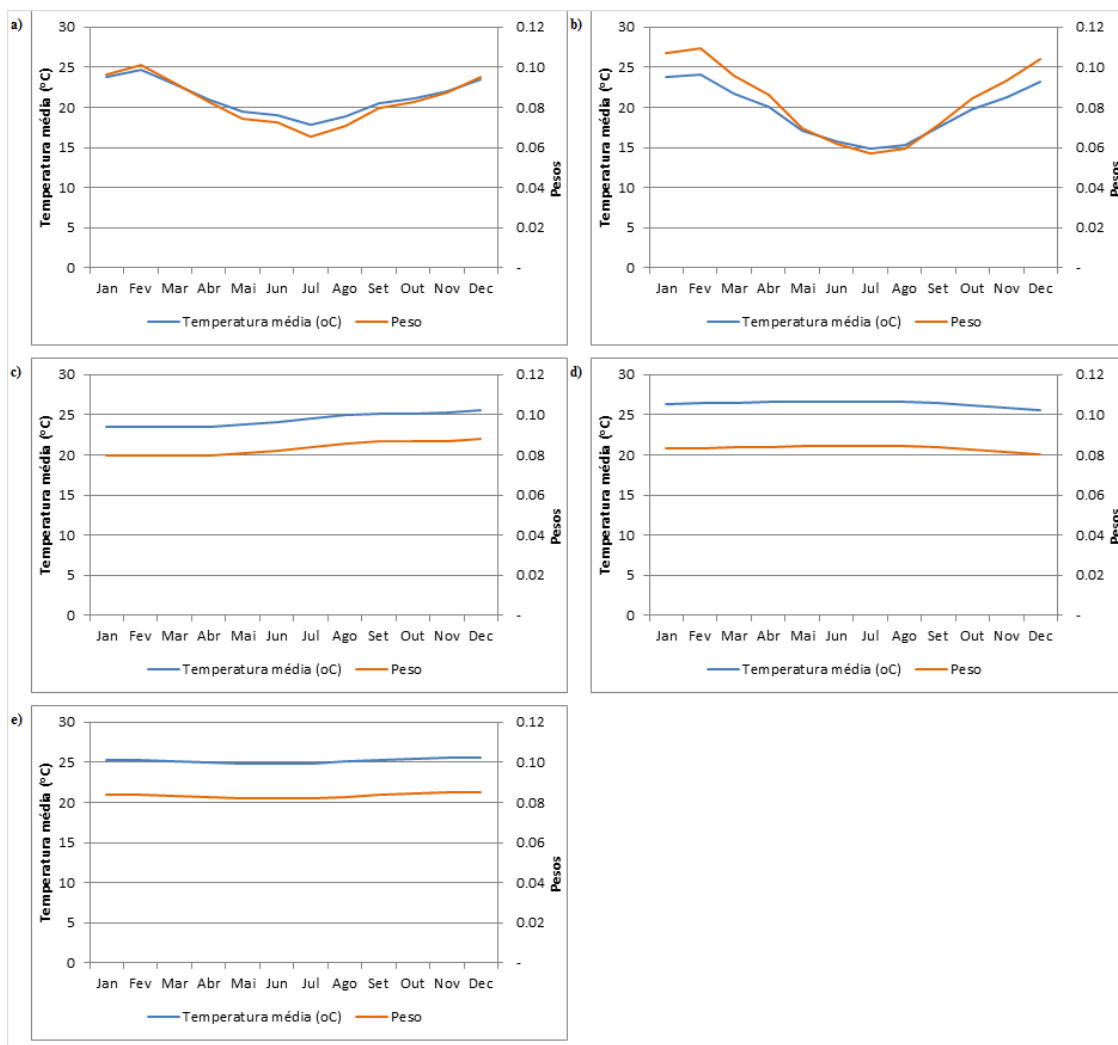 a)
Temperatura média (°C)
30
25
20
15
10
5
0
0.12
0.10
0.08
0.06
0.04
0.02
-
Pesos
Jan Fev Mar Abr Mai Jun Jul Ago Set Out Nov Dec
Temperatura média (oC) Peso
b)
Temperatura média (°C)
30
25
20
15
10
5
0
0.12
0.10
0.08
0.06
0.04
0.02
-
Pesos
Jan Fev Mar Abr Mai Jun Jul Ago Set Out Nov Dec
Temperatura média (oC) Peso
c)
Temperatura média (°C)
30
25
20
15
10
5
0
0.12
0.10
0.08
0.06
0.04
0.02
-
Pesos
Jan Fev Mar Abr Mai Jun Jul Ago Set Out Nov Dec
Temperatura média (oC) Peso
d)
Temperatura média (°C)
30
25
20
15
10
5
0
0.12
0.10
0.08
0.06
0.04
0.02
-
Pesos
Jan Fev Mar Abr Mai Jun Jul Ago Set Out Nov Dec
Temperatura média (oC) Peso
e)
Temperatura média (°C)
30
25
20
15
10
5
0
0.12
0.10
0.08
0.06
0.04
0.02
-
Pesos
Jan Fev Mar Abr Mai Jun Jul Ago Set Out Nov Dec
Temperatura média (oC) Peso